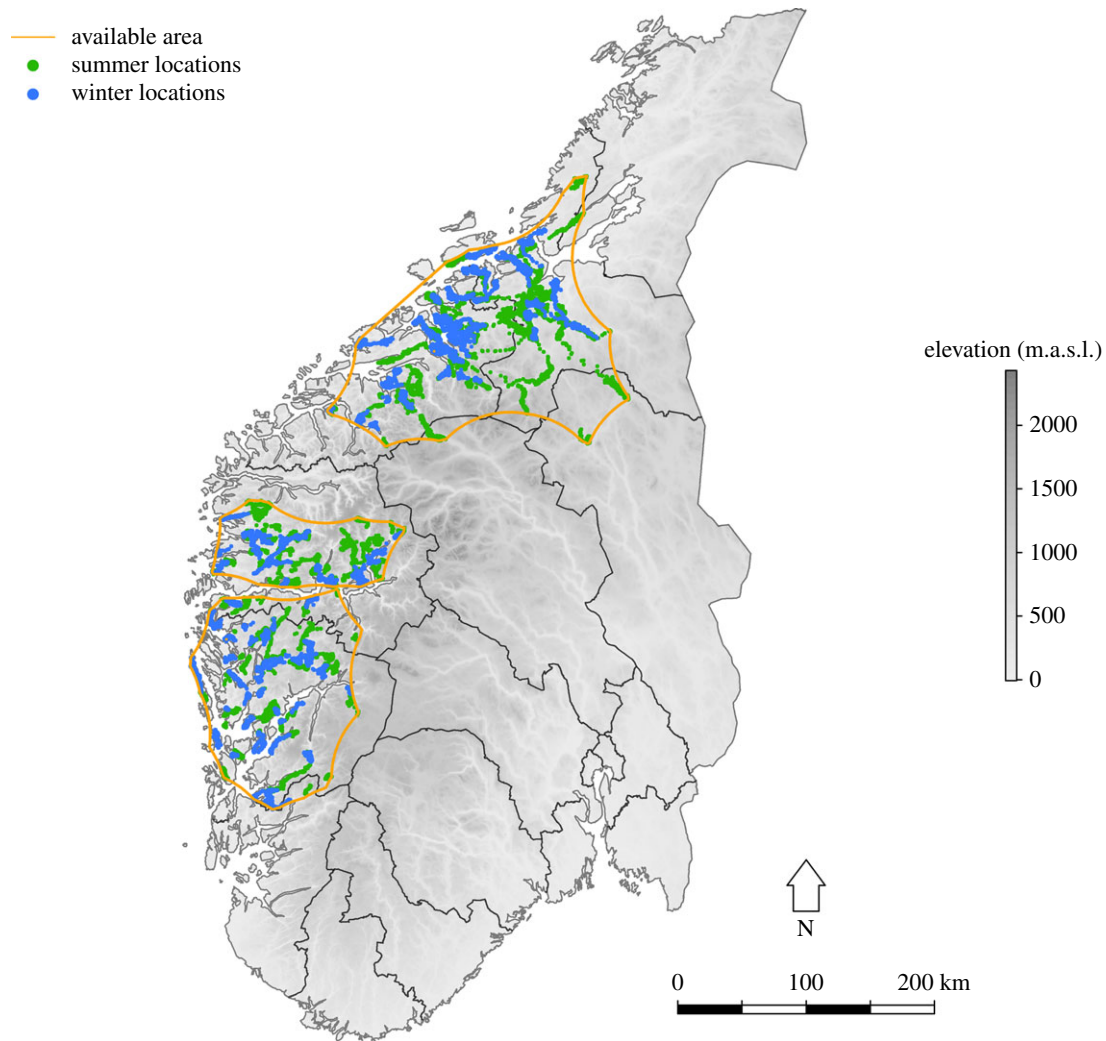 available area
summer locations
winter locations
elevation (m.a.s.l.)
2000
1500
1000
500
0
N
0 100 200 km